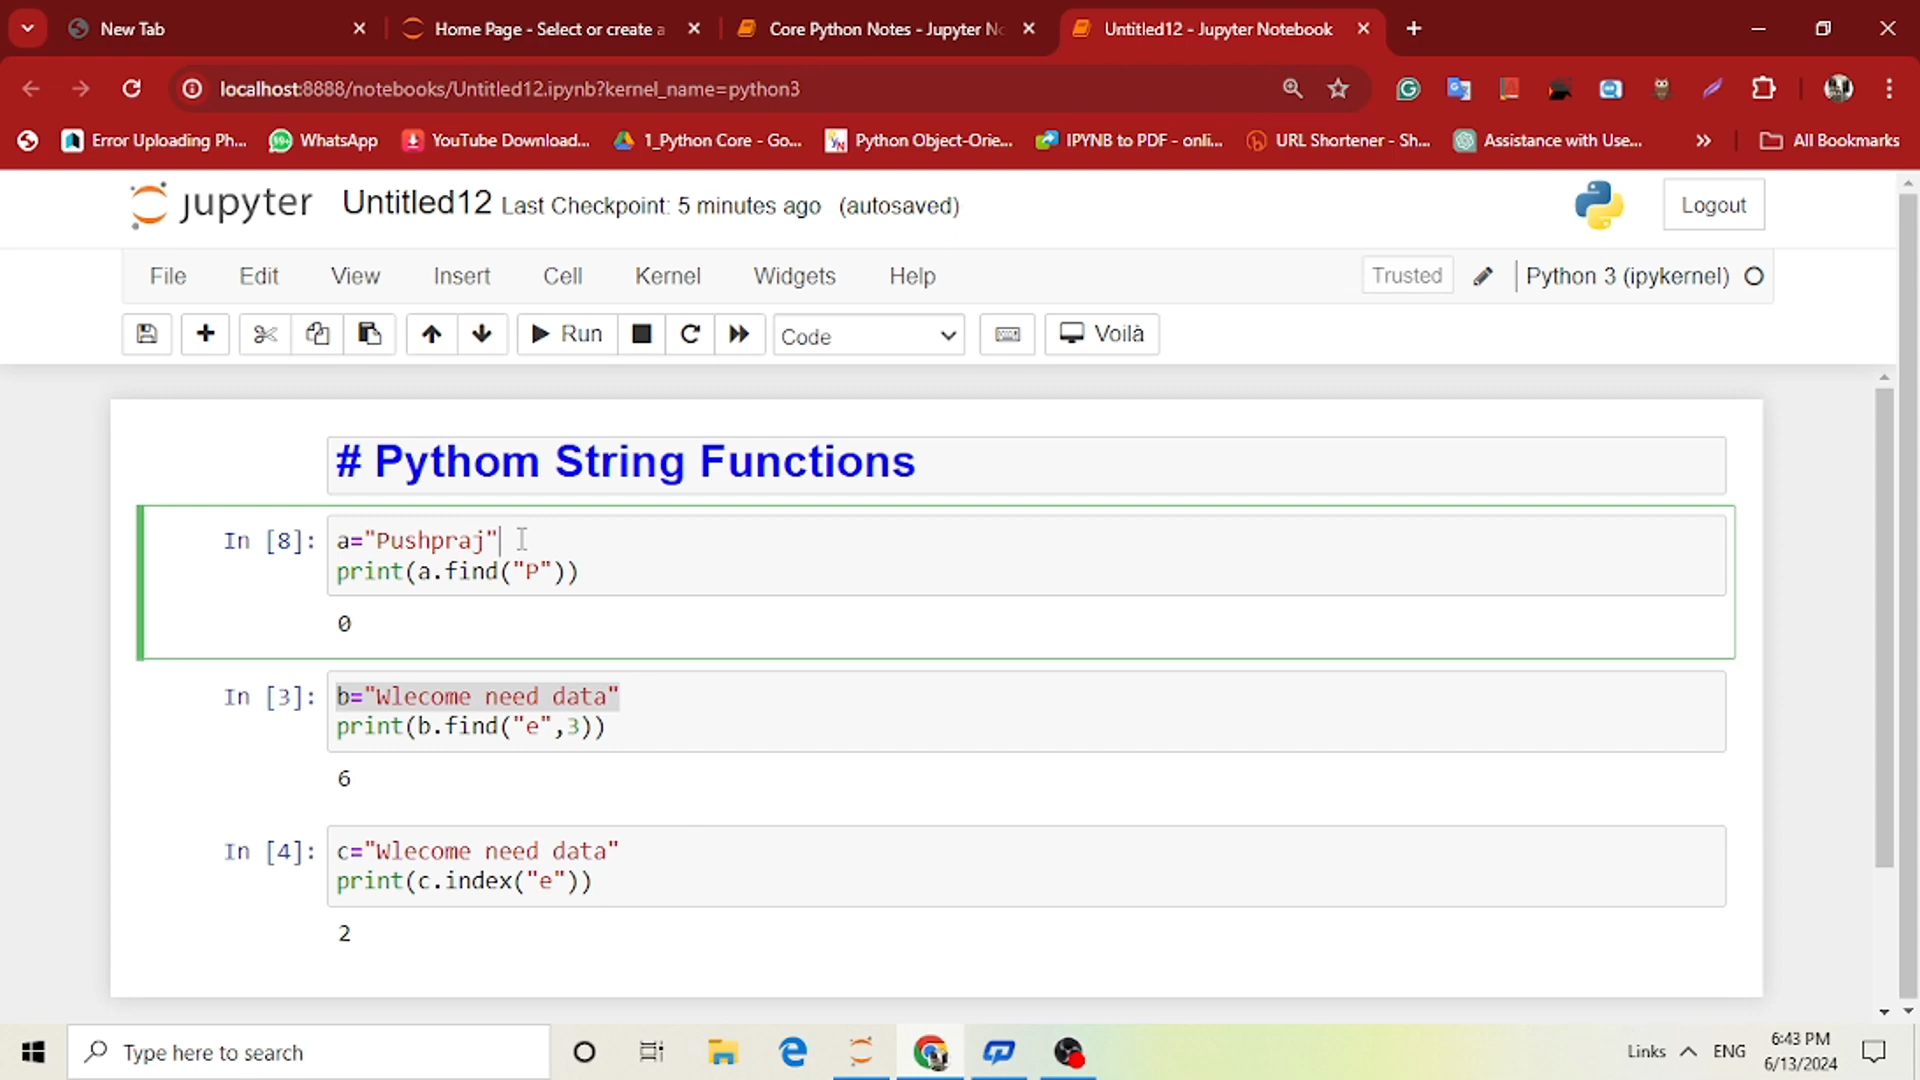 New Tab
Home Page - Select or create a
Core Python Notes - Jupyter No
Untitled12 - Jupyter Notebook
localhost:8888/notebooks/Untitled12.ipynb?kernel_name=python3
Error Uploading Ph...
WhatsApp
YouTube Download...
1_Python Core - Go...
Python Object-Orie...
IPYNB to PDF - onli...
URL Shortener - Sh...
Assistance with Use...
All Bookmarks
jupyter Untitled12 Last Checkpoint: 5 minutes ago (autosaved)
Logout
File Edit View Insert Cell Kernel Widgets Help
Trusted
Python 3 (ipykernel)
Run
Code
Voilà
# Pythom String Functions
In [8]: a="Pushpraj"
print(a.find("P"))
0
In [3]: b="Wlecome need data"
print(b.find("e",3))
6
In [4]: c="Wlecome need data"
print(c.index("e"))
2
Type here to search
Links
ENG
6:43 PM
6/13/2024